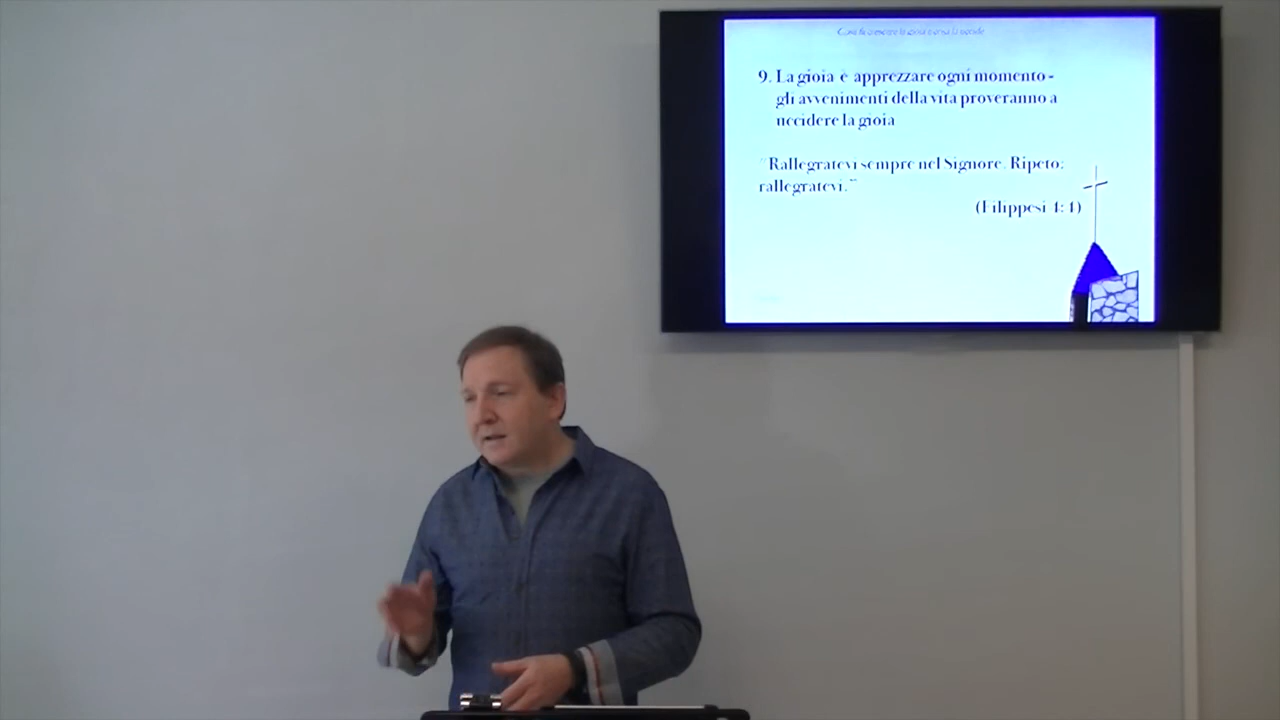 9. La gioia è apprezzare ogni momento -
gli avvenimenti della vita proveranno a
uccidere la gioia
“Rallegratevi sempre nel Signore. Ripeto:
rallegratevi.”
(Filippesi 4:4)